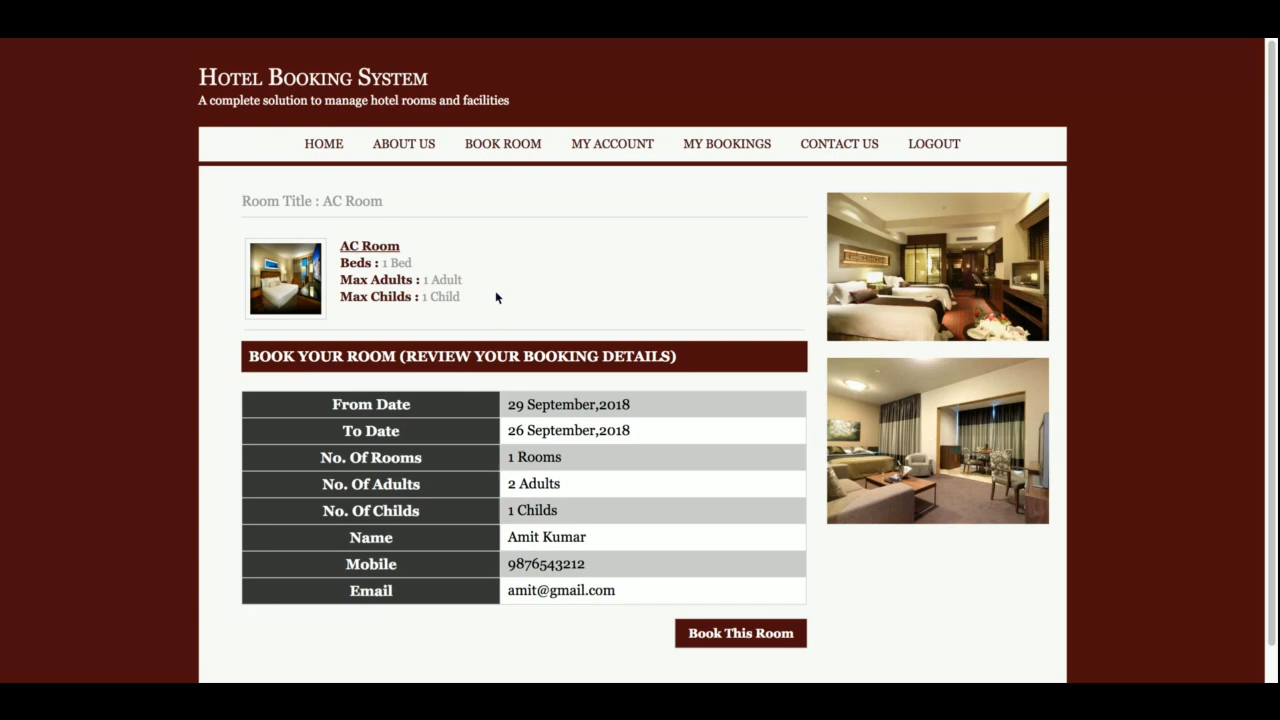 HOTEL BOOKING SYSTEM
A complete solution to manage hotel rooms and facilities
HOME ABOUT US BOOK ROOM MY ACCOUNT MY BOOKINGS CONTACT US LOGOUT
Room Title : AC Room
AC Room
Beds : 1 Bed
Max Adults : 1 Adult
Max Childs : 1 Child
BOOK YOUR ROOM (REVIEW YOUR BOOKING DETAILS)
From Date 29 September,2018
To Date 26 September,2018
No. Of Rooms 1 Rooms
No. Of Adults 2 Adults
No. Of Childs 1 Childs
Name Amit Kumar
Mobile 9876543212
Email amit@gmail.com
Book This Room